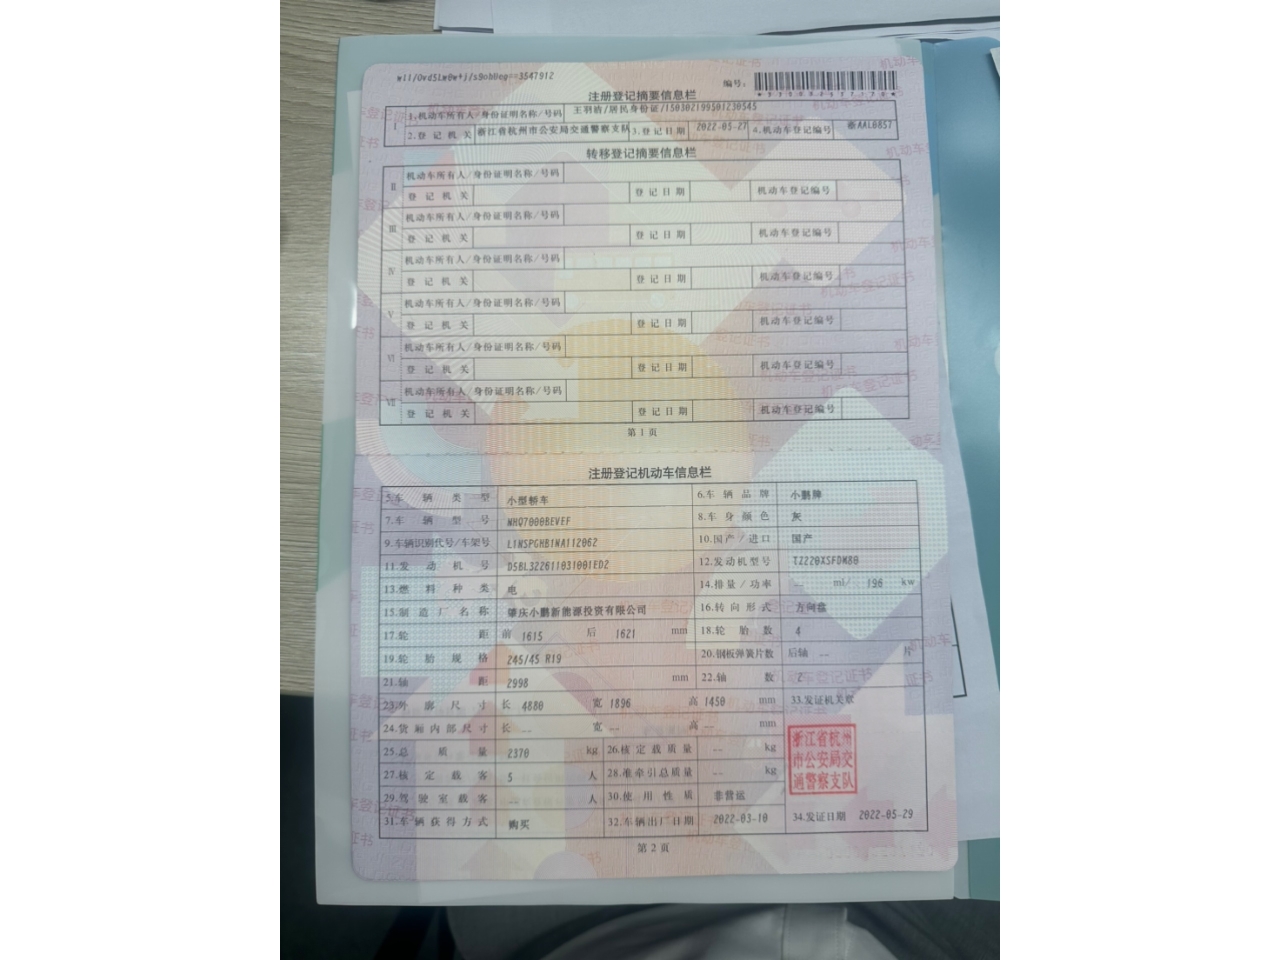 编号:
注册登记摘要信息栏
Ⅰ 1.机动车所有人/身份证明名称/号码 王羽昉/居民身份证/150302199501230545
2.登记机关 浙江省杭州市公安局交通警察支队 3.登记日期 2022-05-27 4.机动车登记编号
转移登记摘要信息栏
Ⅱ 机动车所有人/身份证明名称/号码
登记机关 登记日期 机动车登记编号
Ⅲ 机动车所有人/身份证明名称/号码
登记机关 登记日期 机动车登记编号
Ⅳ 机动车所有人/身份证明名称/号码
登记机关 登记日期 机动车登记编号
Ⅴ 机动车所有人/身份证明名称/号码
登记机关 登记日期 机动车登记编号
Ⅵ 机动车所有人/身份证明名称/号码
登记机关 登记日期 机动车登记编号
Ⅶ 机动车所有人/身份证明名称/号码
登记机关 登记日期 机动车登记编号
第1页
注册登记机动车信息栏
5.车辆类型 小型轿车 6.车辆品牌 小鹏牌
7.车辆型号 NHQ7000BEVEF 8.车身颜色 灰
9.车辆识别代号/车架号 L1NSPGHB1NA112062 10.国产/进口 国产
11.发动机号 DSBL322611031001ED2 12.发动机型号 TZ220XSFDM80
13.燃料种类 电 14.排量/功率 -- ml/ 196 kw
15.制造厂名称 肇庆小鹏新能源投资有限公司 16.转向形式 方向盘
17.轮距 前 1615 后 1621 mm 18.轮胎数 4
19.轮胎规格 245/45 R19 20.钢板弹簧片数 后轴 -- 片
21.轴距 2998 mm 22.轴数 2
23.外廓尺寸 长 4880 宽 1896 高 1450 mm 33.发证机关章
24.货厢内部尺寸 长 -- 宽 -- 高 -- mm
25.总质量 2370 kg 26.核定载质量 -- kg
27.核定载客 5 人 28.准牵引总质量 -- kg
29.驾驶室载客 -- 人 30.使用性质 非营运
31.车辆获得方式 购买 32.车辆出厂日期 2022-03-10 34.发证日期 2022-05-29
浙江省杭州
市公安局交
通警察支队
第2页